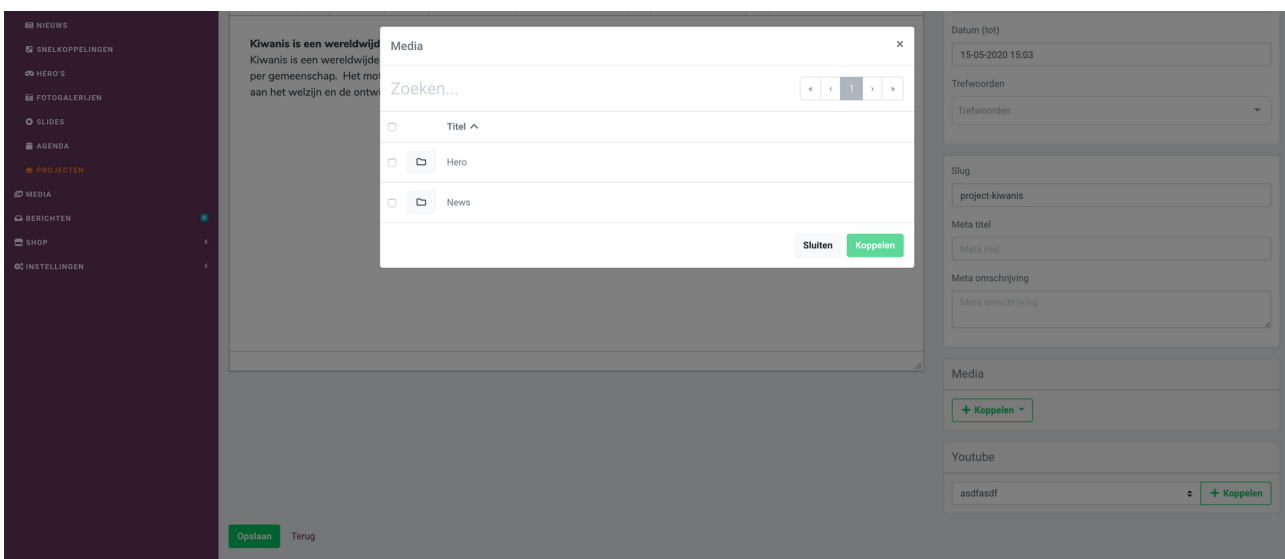 NIEUWS
SNELKOPPELINGEN
HERO'S
FOTOGALERIJEN
SLIDES
AGENDA
PROJECTEN
MEDIA
BERICHTEN
SHOP
INSTELLINGEN
Kiwanis is een wereldwijd
Kiwanis is een wereldwijde
per gemeenschap. Het mot
aan het welzijn en de ontwi
Opslaan
Terug
Media
×
Zoeken...
« ‹ 1 › »
Titel
Hero
News
Sluiten
Koppelen
Datum (tot)
15-05-2020 15:03
Trefwoorden
Trefwoorden
Slug
project-kiwanis
Meta titel
Meta titel
Meta omschrijving
Meta omschrijving
Media
+ Koppelen
Youtube
asdfasdf
+ Koppelen